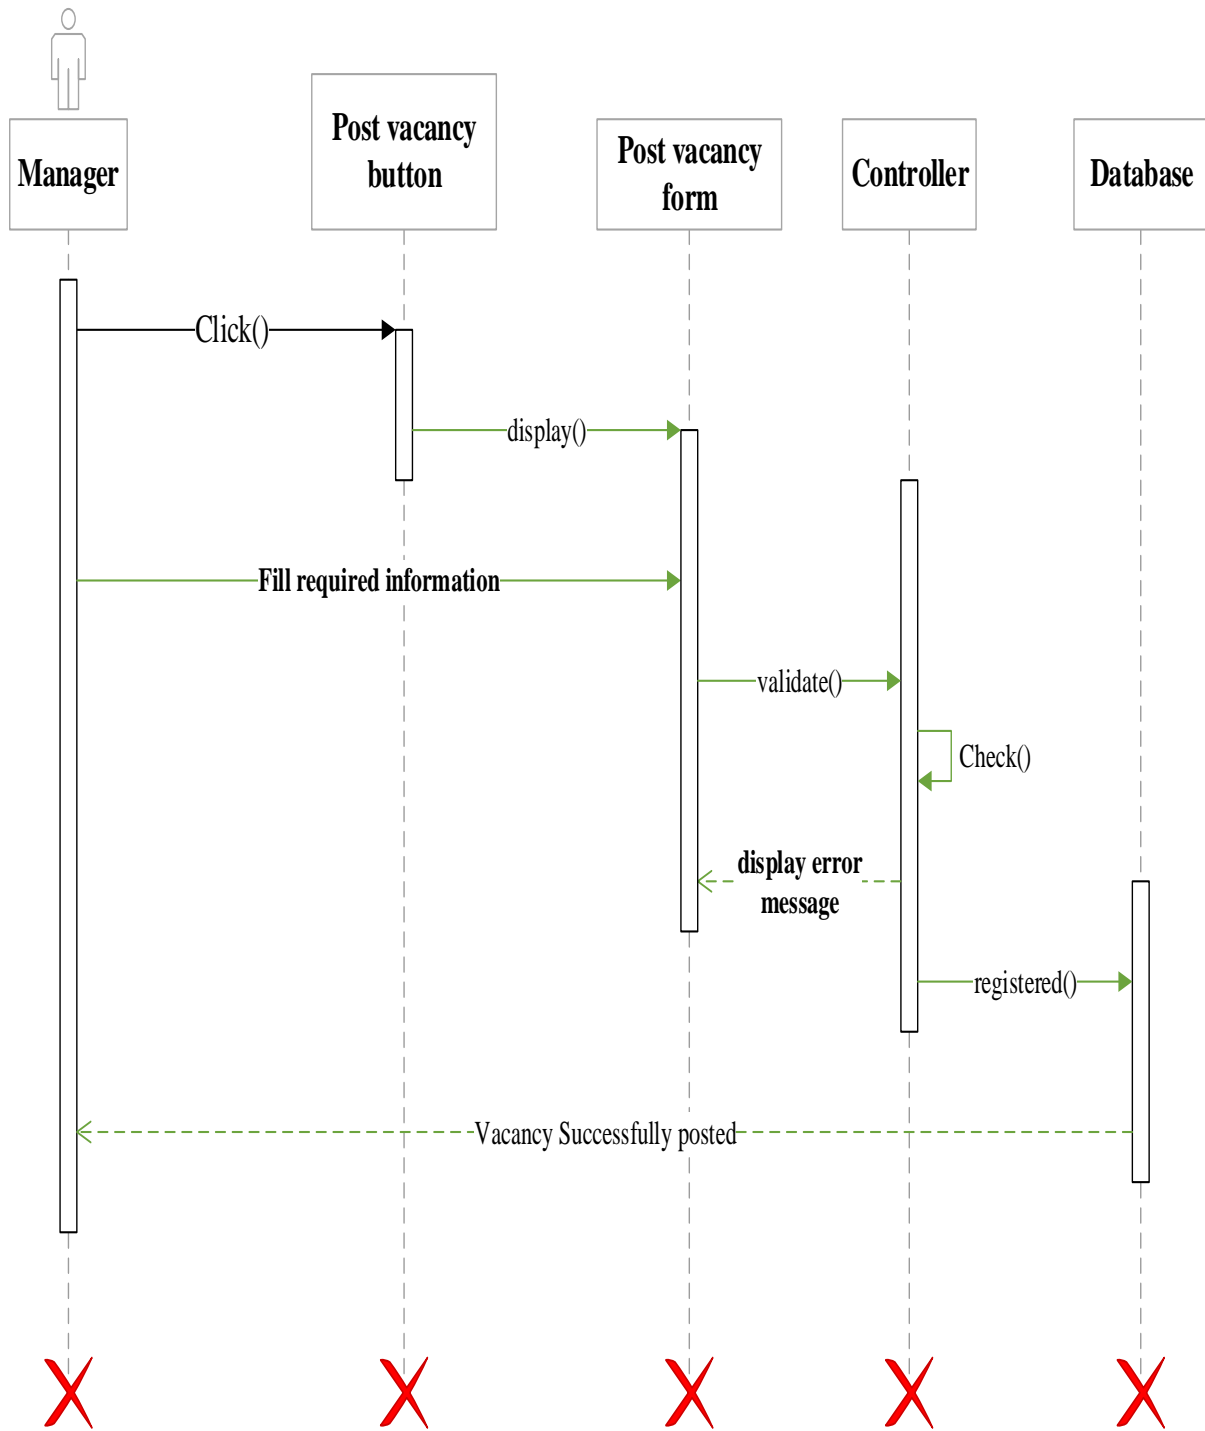 Manager
Post vacancy
button
Post vacancy
form
Controller
Database
Click()
display()
Fill required information
validate()
Check()
display error
message
registered()
Vacancy Successfully posted